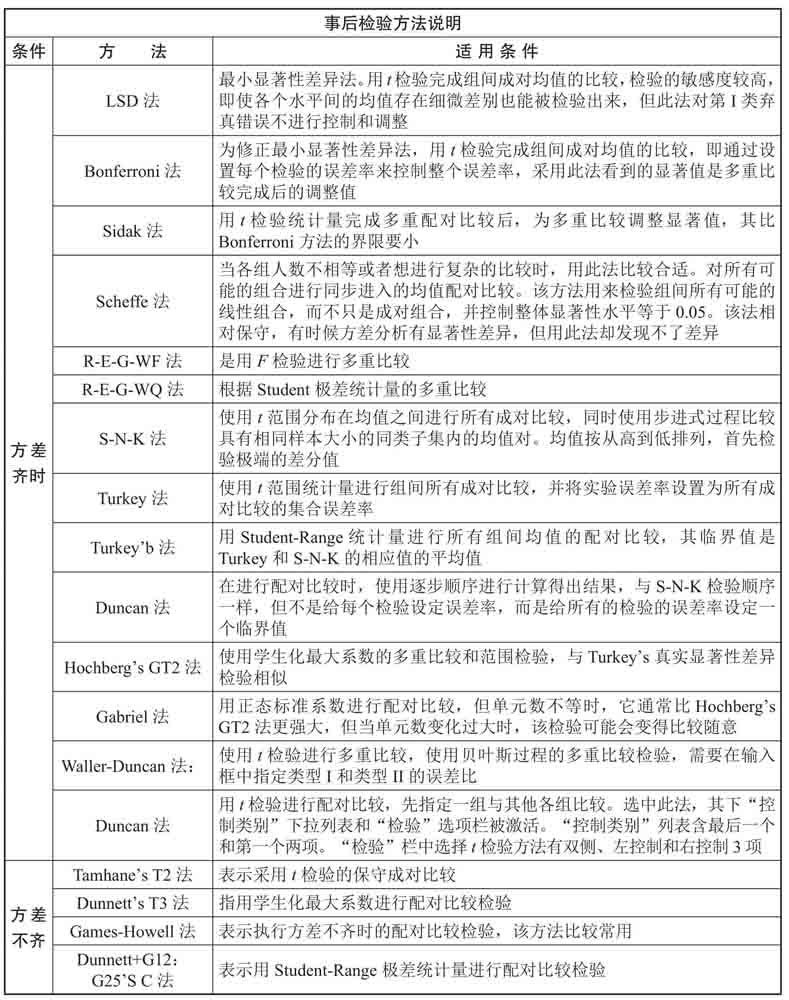 事后检验方法说明
条件 方 法 适 用 条 件
方差
齐时
LSD 法
最小显著性差异法。用 t 检验完成组间成对均值的比较，检验的敏感度较高，
即使各个水平间的均值存在细微差别也能被检验出来，但此法对第 I 类弃
真错误不进行控制和调整
Bonferroni 法
为修正最小显著性差异法，用 t 检验完成组间成对均值的比较，即通过设
置每个检验的误差率来控制整个误差率，采用此法看到的显著值是多重比
较完成后的调整值
Sidak 法
用 t 检验统计量完成多重配对比较后，为多重比较调整显著值，其比
Bonferroni 方法的界限要小
Scheffe 法
当各组人数不相等或者想进行复杂的比较时，用此法比较合适。对所有可
能的组合进行同步进入的均值配对比较。该方法用来检验组间所有可能的
线性组合，而不只是成对组合，并控制整体显著性水平等于 0.05。该法相
对保守，有时候方差分析有显著性差异，但用此法却发现不了差异
R-E-G-WF 法
是用 F 检验进行多重比较
R-E-G-WQ 法
根据 Student 极差统计量的多重比较
S-N-K 法
使用 t 范围分布在均值之间进行所有成对比较，同时使用步进式过程比较
具有相同样本大小的同类子集内的均值对。均值按从高到低排列，首先检
验极端的差分值
Turkey 法
使用 t 范围统计量进行组间所有成对比较，并将实验误差率设置为所有成
对比较的集合误差率
Turkey’b 法
用 Student-Range 统计量进行所有组间均值的配对比较，其临界值是
Turkey 和 S-N-K 的相应值的平均值
Duncan 法
在进行配对比较时，使用逐步顺序进行计算得出结果，与 S-N-K 检验顺序
一样，但不是给每个检验设定误差率，而是给所有的检验的误差率设定一
个临界值
Hochberg’s GT2 法
使用学生化最大系数的多重比较和范围检验，与 Turkey’s 真实显著性差异
检验相似
Gabriel 法
用正态标准系数进行配对比较，但单元数不等时，它通常比 Hochberg’s
GT2 法更强大，但当单元数变化过大时，该检验可能会变得比较随意
Waller-Duncan 法：
使用 t 检验进行多重比较，使用贝叶斯过程的多重比较检验，需要在输入
框中指定类型 I 和类型 II 的误差比
Duncan 法
用 t 检验进行配对比较，先指定一组与其他各组比较。选中此法，其下“控
制类别”下拉列表和“检验”选项栏被激活。“控制类别”列表含最后一个
和第一个两项。“检验”栏中选择 t 检验方法有双侧、左控制和右控制 3 项
方差
不齐
Tamhane’s T2 法
表示采用 t 检验的保守成对比较
Dunnett’s T3 法
指用学生化最大系数进行配对比较检验
Games-Howell 法
表示执行方差不齐时的配对比较检验，该方法比较常用
Dunnett+G12：
G25’S C 法
表示用 Student-Range 极差统计量进行配对比较检验